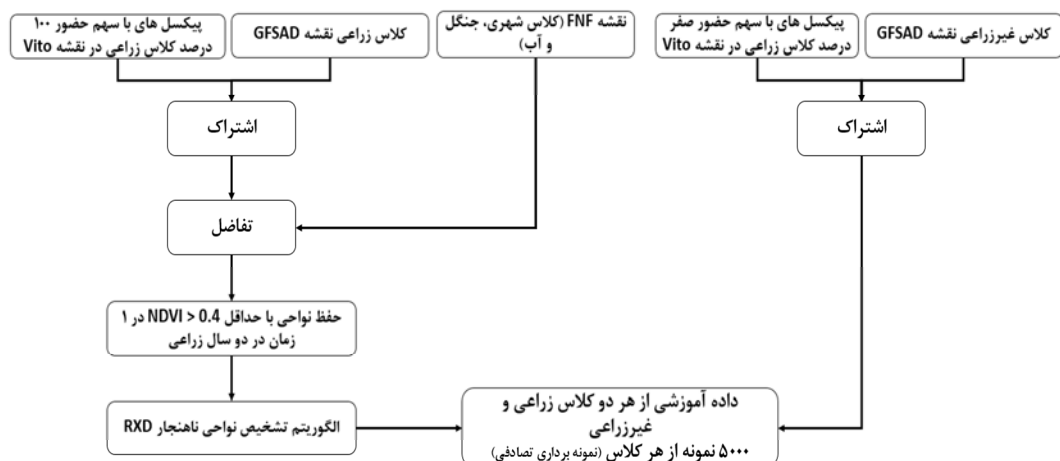 پیکسل های با سهم حضور ۱۰۰
درصد کلاس زراعی در نقشه Vito
کلاس زراعی نقشه GFSAD
نقشه FNF (کلاس شهری، جنگل
و آب)
پیکسل های با سهم حضور صفر
درصد کلاس زراعی در نقشه Vito
کلاس غیرزراعی نقشه GFSAD
اشتراک
اشتراک
تفاضل
حفظ نواحی با حداقل NDVI > 0.4 در ۱
زمان در دو سال زراعی
الگوریتم تشخیص نواحی ناهنجار RXD
داده آموزشی از هر دو کلاس زراعی و
غیرزراعی
۵۰۰۰ نمونه از هر کلاس (نمونه برداری تصادفی)